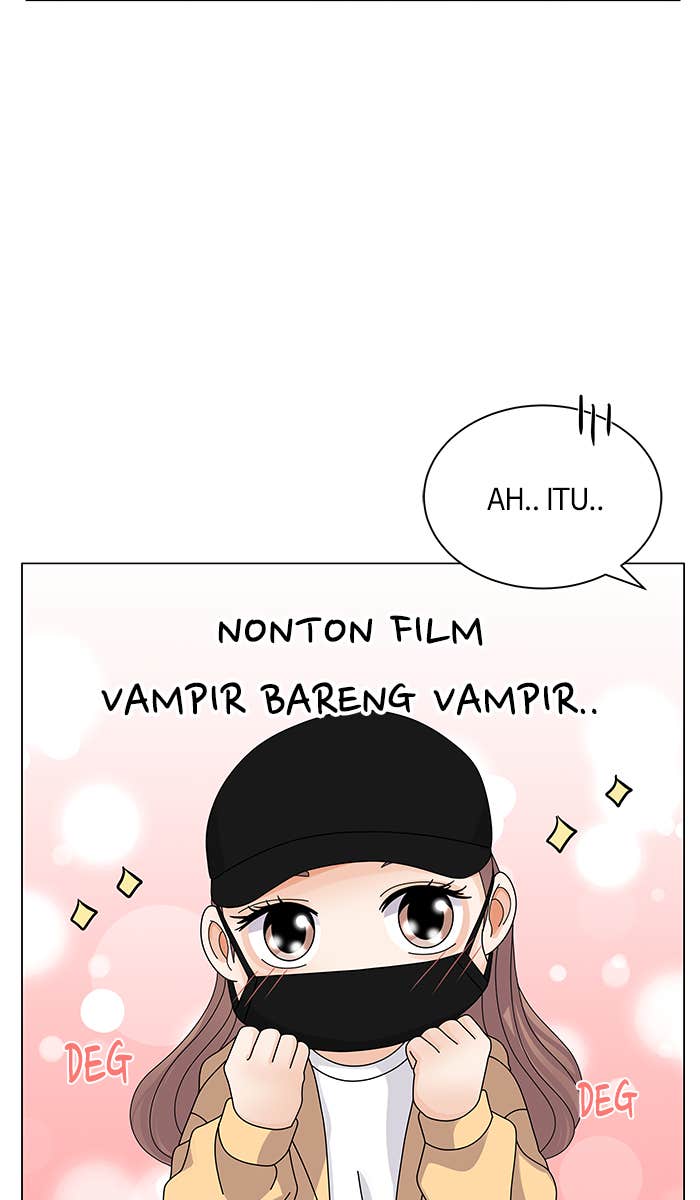 AH.. ITU..
NONTON FILM
VAMPIR BARENG VAMPIR..
DEG
DEG